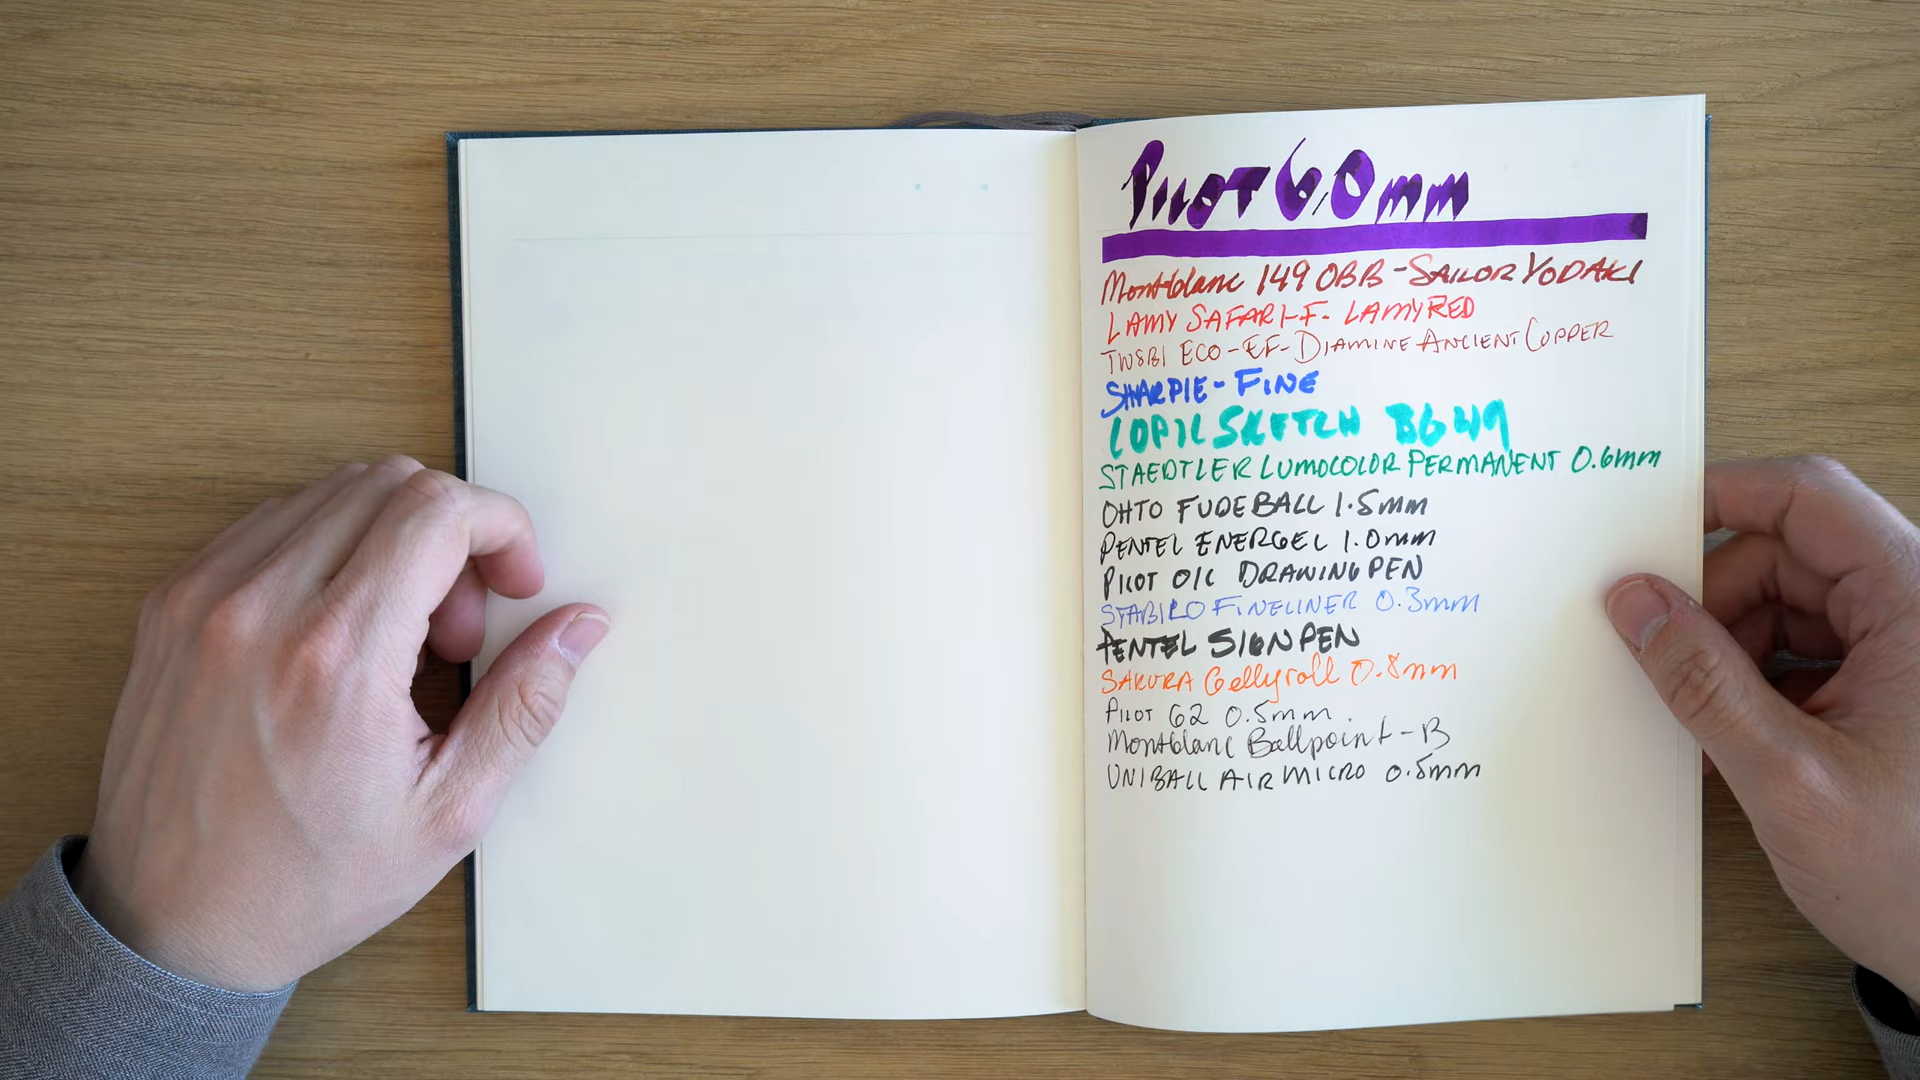 PILOT 6.0mm
Montblanc 149 OBB - SAILOR YODAKI
LAMY SAFARI-F. LAMY RED
TWSBI ECO-EF-DIAMINE ANCIENT COPPER
SHARPIE-FINE
COPIC SKETCH BG49
STAEDTLER LUMOCOLOR PERMANENT 0.6mm
OHTO FUDEBALL 1.5mm
PENTEL ENERGEL 1.0mm
PILOT OIL DRAWING PEN
STABILO FINELINER 0.3mm
PENTEL SIGN PEN
SAKURA Gellyroll 0.8mm
PILOT G2 0.5mm.
Montblanc Ballpoint-B
UNIBALL AIR MICRO 0.5mm